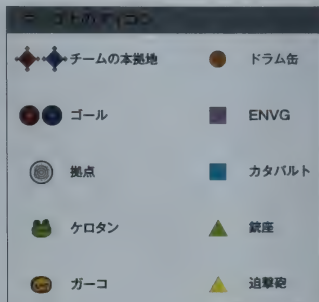 チームの本拠地
ドラム缶
ゴール
ENVG
拠点
カタパルト
ケロタン
銃座
ガーコ
追撃砲